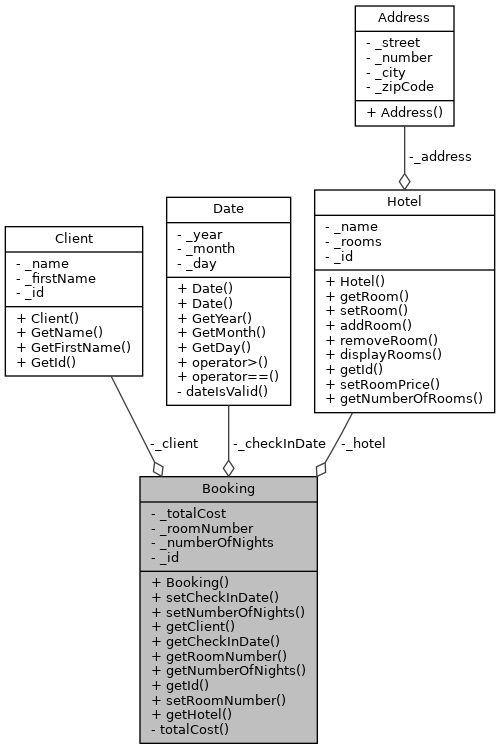 Address
- _street
- _number
- _city
- _zipCode
+ Address()
-_address
Hotel
- _name
- _rooms
- _id
+ Hotel()
+ getRoom()
+ setRoom()
+ addRoom()
+ removeRoom()
+ displayRooms()
+ getId()
+ setRoomPrice()
+ getNumberOfRooms()
Date
- _year
- _month
- _day
+ Date()
+ Date()
+ GetYear()
+ GetMonth()
+ GetDay()
+ operator>()
+ operator==()
- dateIsValid()
Client
- _name
- _firstName
- _id
+ Client()
+ GetName()
+ GetFirstName()
+ GetId()
-_client
-_checkInDate
-_hotel
Booking
- _totalCost
- _roomNumber
- _numberOfNights
- _id
+ Booking()
+ setCheckInDate()
+ setNumberOfNights()
+ getClient()
+ getCheckInDate()
+ getRoomNumber()
+ getNumberOfNights()
+ getId()
+ setRoomNumber()
+ getHotel()
- totalCost()